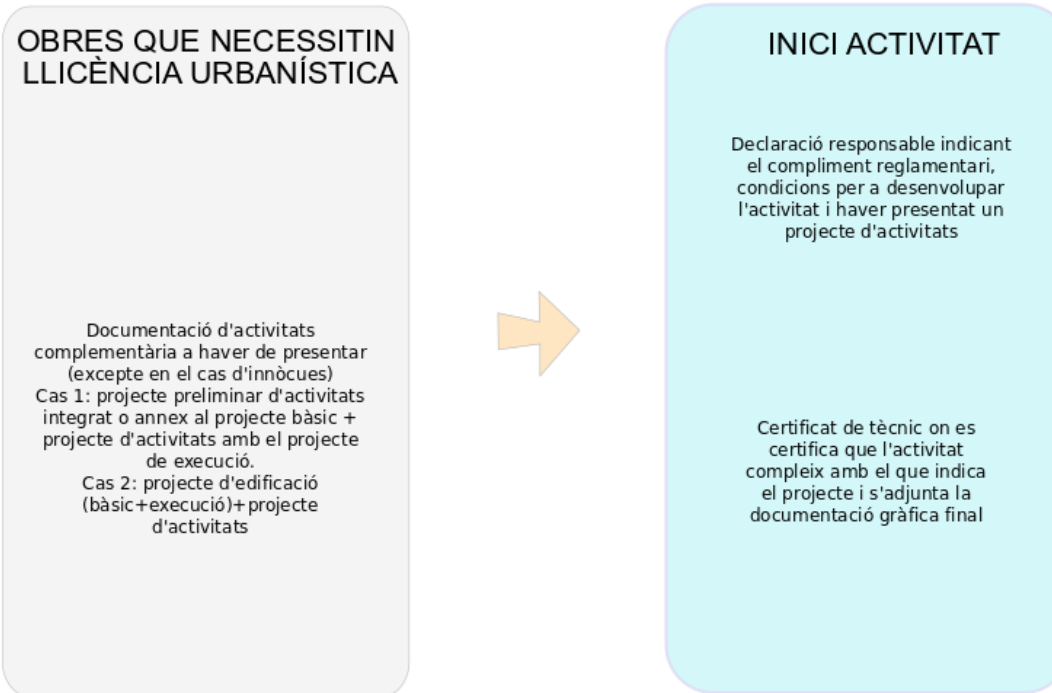 OBRES QUE NECESSITIN
LLICÈNCIA URBANÍSTICA
Documentació d'activitats
complementària a haver de presentar
(excepte en el cas d'innòcues)
Cas 1: projecte preliminar d'activitats
integrat o annex al projecte bàsic +
projecte d'activitats amb el projecte
de execució.
Cas 2: projecte d'edificació
(bàsic+execució)+projecte
d'activitats
INICI ACTIVITAT
Declaració responsable indicant
el compliment reglamentari,
condicions per a desenvolupar
l'activitat i haver presentat un
projecte d'activitats
Certificat de tècnic on es
certifica que l'activitat
compleix amb el que indica
el projecte i s'adjunta la
documentació gràfica final